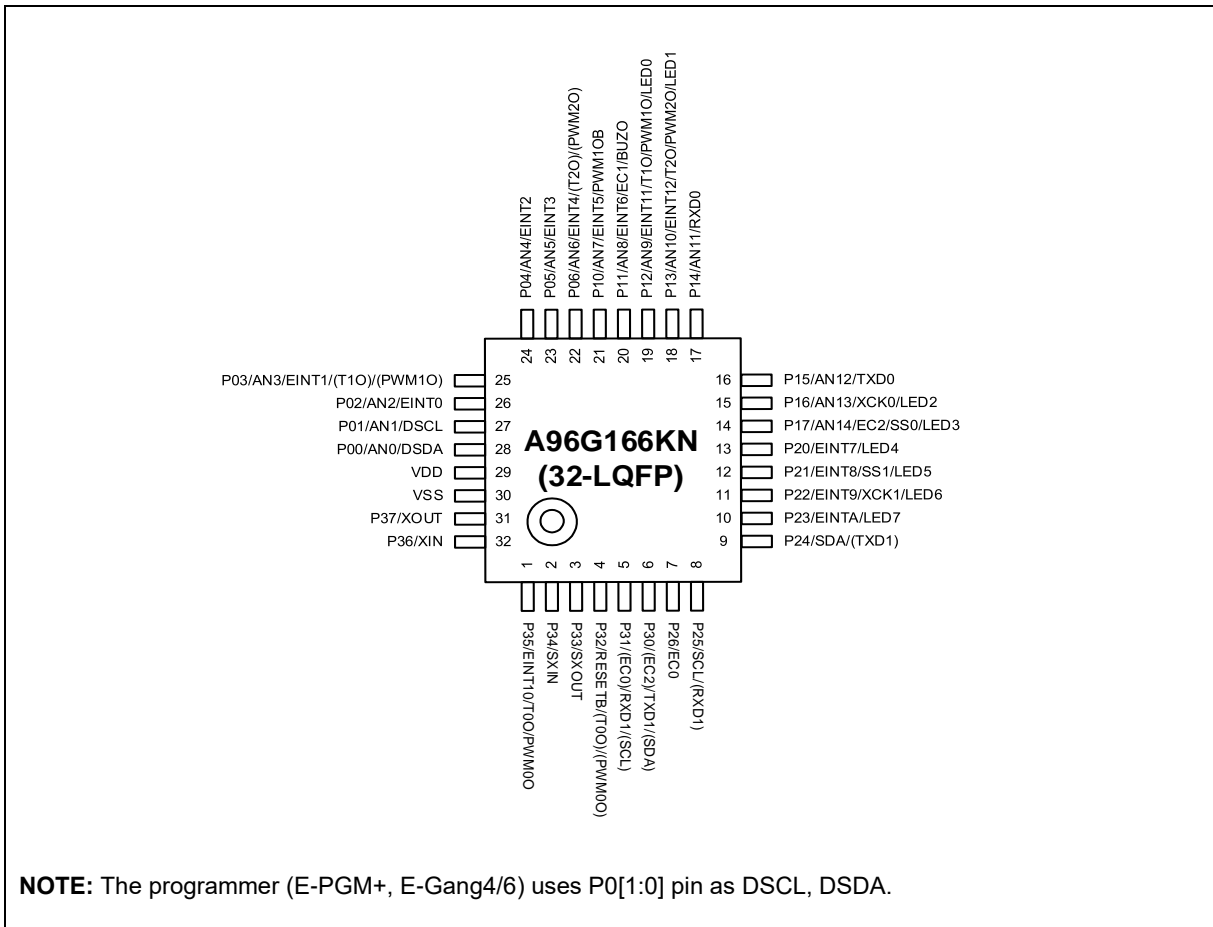 P04/AN4/EINT2
P05/AN5/EINT3
P06/AN6/EINT4/(T2O)/(PWM2O)
P10/AN7/EINT5/PWM1OB
P11/AN8/EINT6/EC1/BUZO
P12/AN9/EINT11/T1O/PWM1O/LED0
P13/AN10/EINT12/T2O/PWM2O/LED1
P14/AN11/RXD0
24 23 22 21 20 19 18 17
P03/AN3/EINT1/(T1O)/(PWM1O) 25
P02/AN2/EINT0 26
P01/AN1/DSCL 27
P00/AN0/DSDA 28
VDD 29
VSS 30
P37/XOUT 31
P36/XIN 32
A96G166KN
(32-LQFP)
16 P15/AN12/TXD0
15 P16/AN13/XCK0/LED2
14 P17/AN14/EC2/SS0/LED3
13 P20/EINT7/LED4
12 P21/EINT8/SS1/LED5
11 P22/EINT9/XCK1/LED6
10 P23/EINTA/LED7
9 P24/SDA/(TXD1)
1 2 3 4 5 6 7 8
P35/EINT10/T0O/PWM0O
P34/SXIN
P33/SXOUT
P32/RESETB/(T0O)/(PWM0O)
P31/(EC0)/RXD1/(SCL)
P30/(EC2)/TXD1/(SDA)
P26/EC0
P25/SCL/(RXD1)
NOTE: The programmer (E-PGM+, E-Gang4/6) uses P0[1:0] pin as DSCL, DSDA.